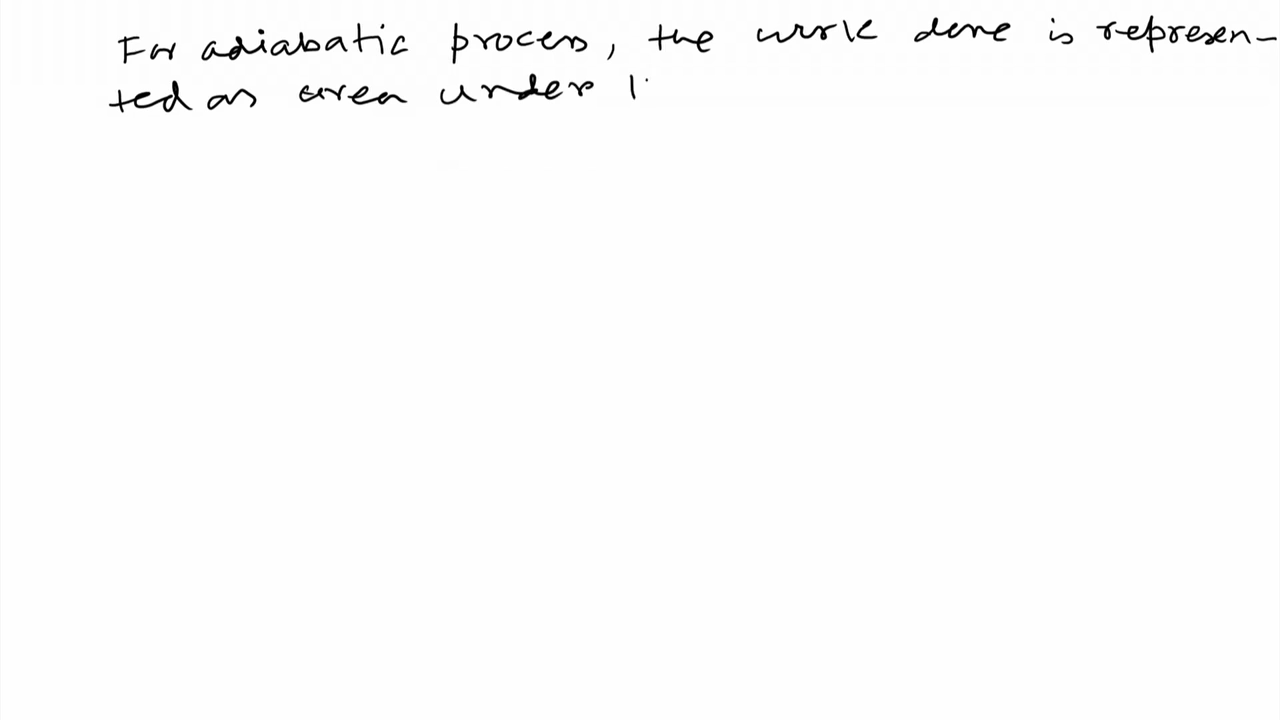 For adiabatic process, the work done is represen-
ted as area under